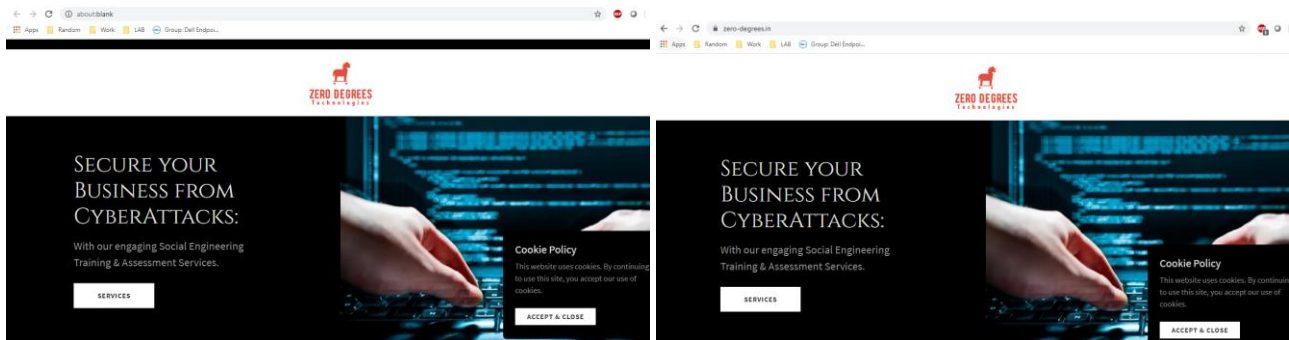 about:blank
Apps Random Work LAB Group: Dell Endpoi...
ZERO DEGREES
Technologies
SECURE YOUR
BUSINESS FROM
CYBERATTACKS:
With our engaging Social Engineering
Training & Assessment Services.
SERVICES
Cookie Policy
This website uses cookies. By continuing
to use this site, you accept our use of
cookies.
ACCEPT & CLOSE
zero-degrees.in
Apps Random Work LAB Group: Dell Endpoi...
ZERO DEGREES
Technologies
SECURE YOUR
BUSINESS FROM
CYBERATTACKS:
With our engaging Social Engineering
Training & Assessment Services.
SERVICES
Cookie Policy
This website uses cookies. By continuin
to use this site, you accept our use of
cookies.
ACCEPT & CLOSE